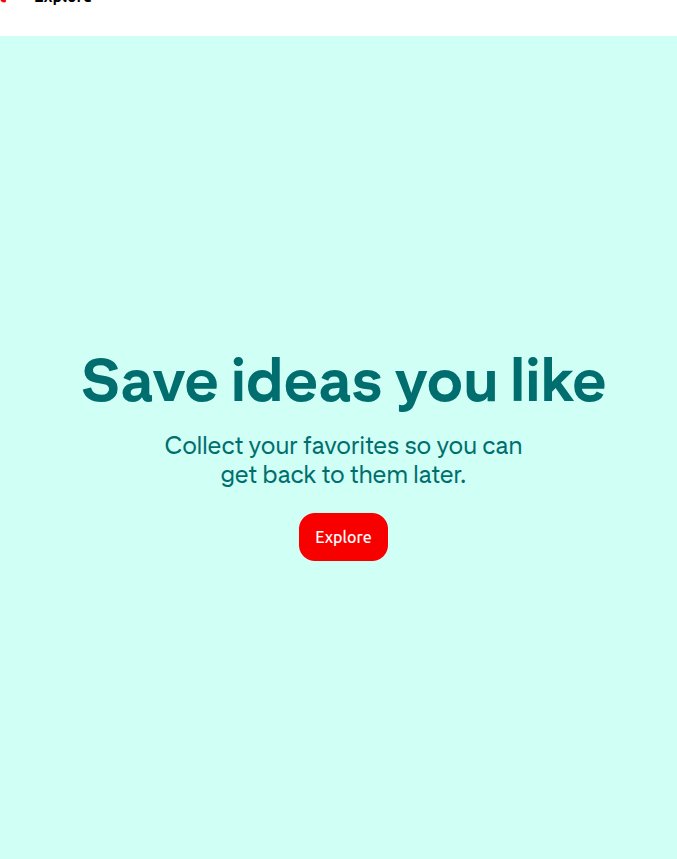 Explore
Save ideas you like
Collect your favorites so you can
get back to them later.
Explore